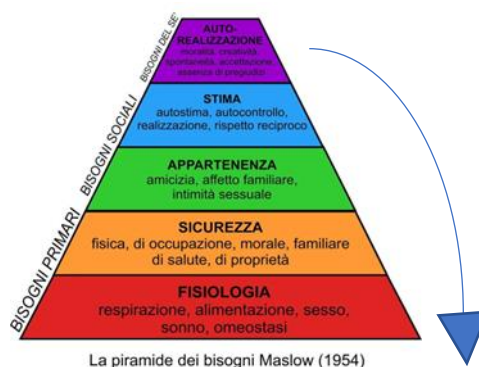 AUTO-
REALIZZAZIONE
moralità, creatività,
spontaneità, accettazione,
assenza di pregiudizi
STIMA
autostima, autocontrollo,
realizzazione, rispetto reciproco
APPARTENENZA
amicizia, affetto familiare,
intimità sessuale
SICUREZZA
fisica, di occupazione, morale, familiare
di salute, di proprietà
FISIOLOGIA
respirazione, alimentazione, sesso,
sonno, omeostasi
BISOGNI DEL SE'
BISOGNI SOCIALI
BISOGNI PRIMARI
La piramide dei bisogni Maslow (1954)